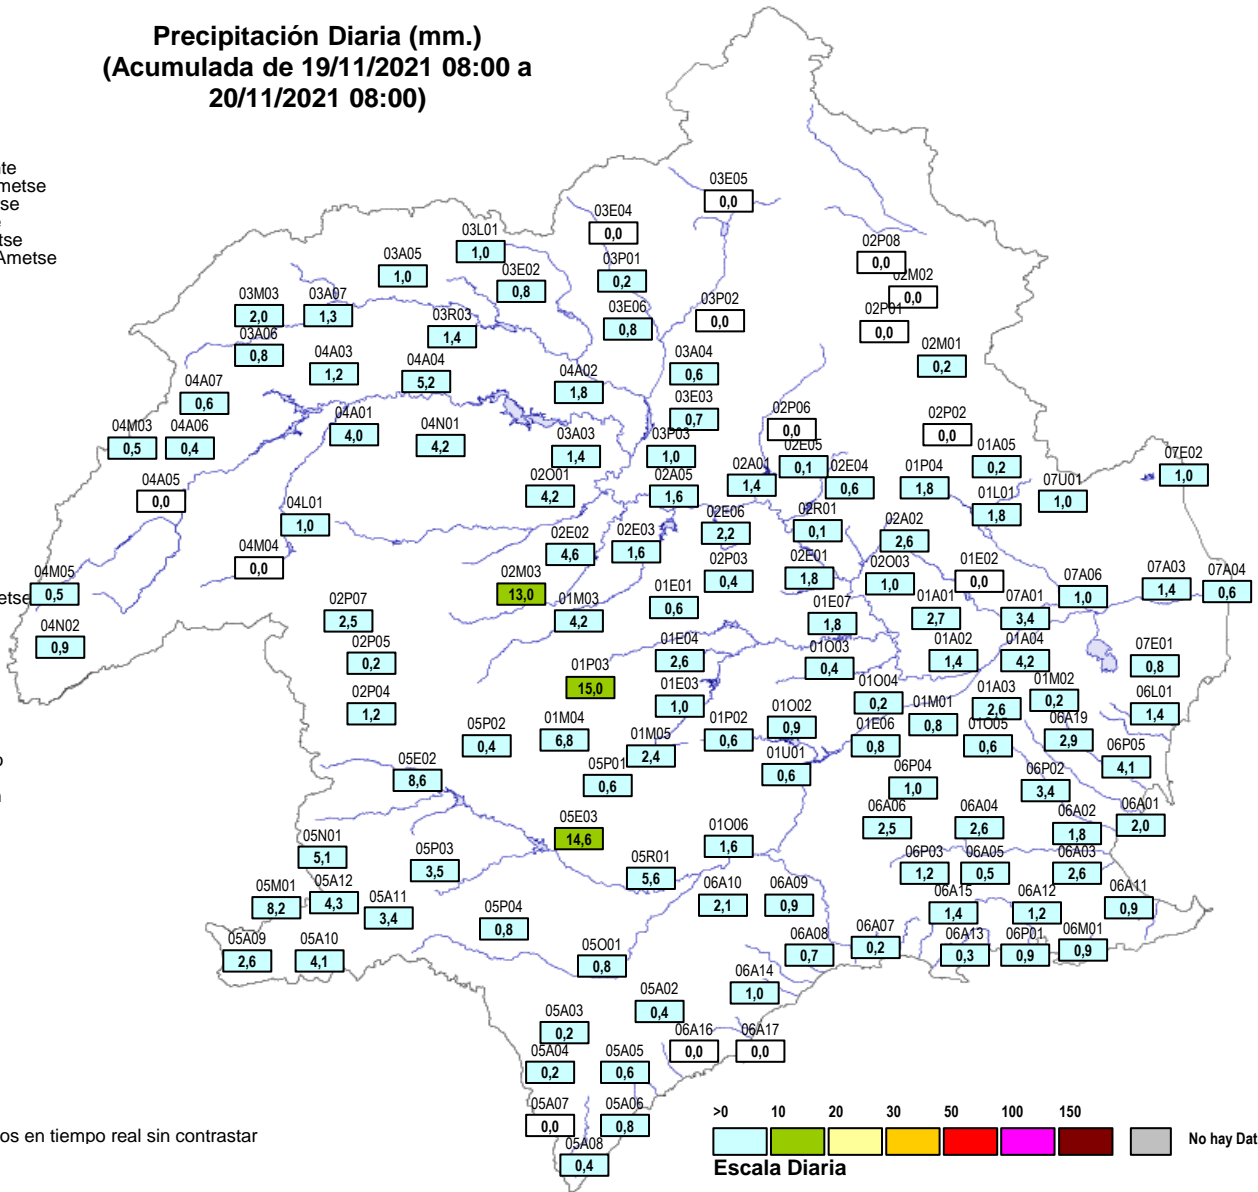 Precipitación Diaria (mm.)
(Acumulada de 19/11/2021 08:00 a
20/11/2021 08:00)
metse
se
tse
Ametse
03E05
0,0
03E04
0,0
03L01
1,0
03A05
1,0
03E02
0,8
03P01
0,2
02P08
0,0
02M02
0,0
03M03
2,0
03A07
1,3
03R03
1,4
03E06
0,8
03P02
0,0
02P01
0,0
03A06
0,8
04A03
1,2
04A04
5,2
04A02
1,8
03A04
0,6
02M01
0,2
04A07
0,6
03E03
0,7
04M03
0,5
04A06
0,4
04A01
4,0
04N01
4,2
03A03
1,4
03P03
1,0
02P06
0,0
02E05
0,1
02P02
0,0
01A05
0,2
07E02
1,0
04A05
0,0
02O01
4,2
02A05
1,6
02A01
1,4
02E04
0,6
01P04
1,8
07U01
1,0
04L01
1,0
01L01
1,8
02E06
2,2
02R01
0,1
02A02
2,6
02E02
4,6
02E03
1,6
04M04
0,0
04M05
0,5
etse
02M03
13,0
02P03
0,4
02E01
1,8
02O03
1,0
01E02
0,0
07A06
1,0
07A03
1,4
07A04
0,6
02P07
2,5
01M03
4,2
01E01
0,6
01E07
1,8
01A01
2,7
07A01
3,4
04N02
0,9
02P05
0,2
01E04
2,6
01O03
0,4
01A02
1,4
01A04
4,2
07E01
0,8
01P03
15,0
01E03
1,0
01O04
0,2
01A03
2,6
01M02
0,2
02P04
1,2
06L01
1,4
05P02
0,4
01M04
6,8
01M05
2,4
01P02
0,6
01O02
0,9
01M01
0,8
01E06
0,8
01O05
0,6
06A19
2,9
06P05
4,1
05E02
8,6
05P01
0,6
01U01
0,6
06P04
1,0
06P02
3,4
05E03
14,6
01O06
1,6
06A06
2,5
06A04
2,6
06A02
1,8
06A01
2,0
05N01
5,1
05P03
3,5
05R01
5,6
06P03
1,2
06A05
0,5
06A03
2,6
05M01
8,2
05A12
4,3
05A11
3,4
06A10
2,1
06A09
0,9
06A15
1,4
06A12
1,2
06A11
0,9
05P04
0,8
05A09
2,6
05A10
4,1
05O01
0,8
06A08
0,7
06A07
0,2
06A13
0,3
06P01
0,9
06M01
0,9
06A14
1,0
05A02
0,4
05A03
0,2
06A16
0,0
06A17
0,0
05A04
0,2
05A05
0,6
05A07
0,0
05A06
0,8
05A08
0,4
os en tiempo real sin contrastar
>0 10 20 30 50 100 150
No hay Dat
Escala Diaria